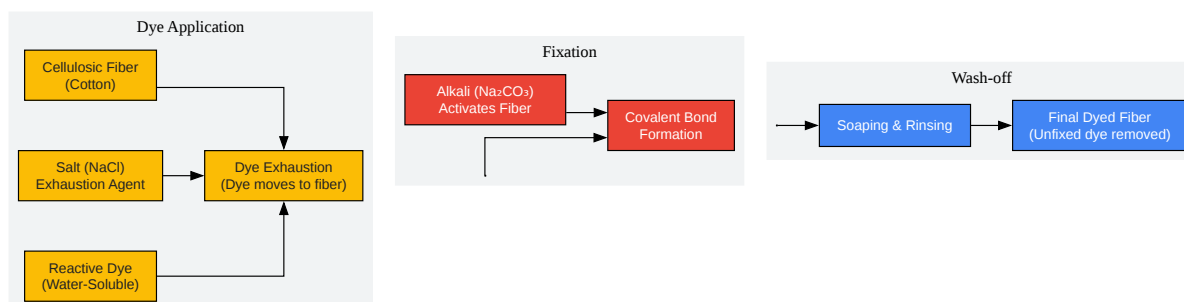 Dye Application
Cellulosic Fiber
(Cotton)
Salt (NaCl)
Exhaustion Agent
Dye Exhaustion
(Dye moves to fiber)
Reactive Dye
(Water-Soluble)
Fixation
Alkali (Na₂CO₃)
Activates Fiber
Covalent Bond
Formation
Wash-off
Soaping & Rinsing
Final Dyed Fiber
(Unfixed dye removed)